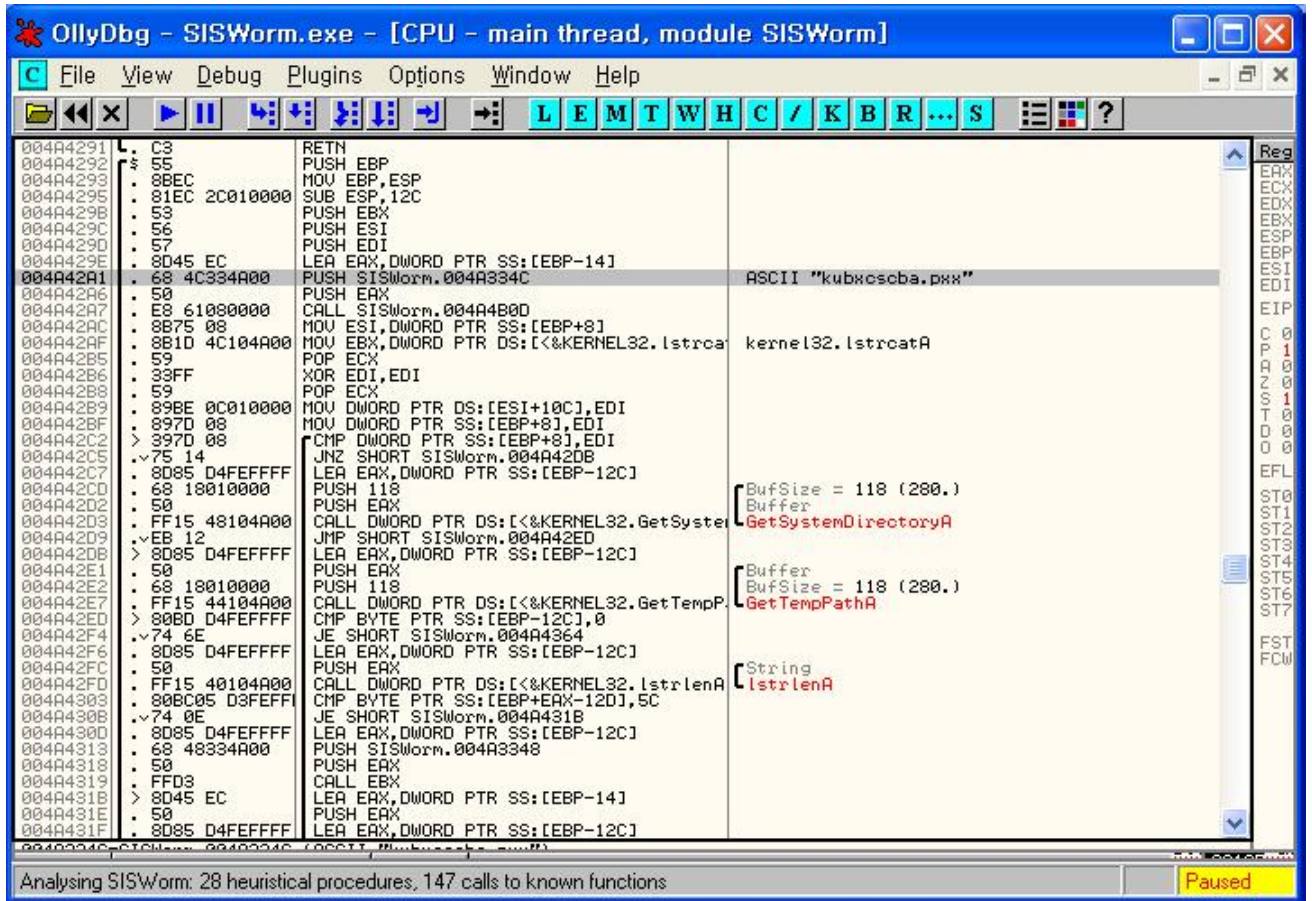 OllyDbg - SISWorm.exe - [CPU - main thread, module SISWorm]
C File View Debug Plugins Options Window Help
L E M T W H C / K B R ... S ?
004A4291 . C3 RETN
004A4292 $ 55 PUSH EBP
004A4293 . 8BEC MOV EBP,ESP
004A4295 . 81EC 2C010000 SUB ESP,12C
004A429B . 53 PUSH EBX
004A429C . 56 PUSH ESI
004A429D . 57 PUSH EDI
004A429E . 8D45 EC LEA EAX,DWORD PTR SS:[EBP-14]
004A42A1 . 68 4C334A00 PUSH SISWorm.004A334C ASCII "kubxcscba.pxx"
004A42A6 . 50 PUSH EAX
004A42A7 . E8 61080000 CALL SISWorm.004A4B0D
004A42AC . 8B75 08 MOV ESI,DWORD PTR SS:[EBP+8]
004A42AF . 8B1D 4C104A00 MOV EBX,DWORD PTR DS:[<&KERNEL32.lstrca kernel32.lstrcatA
004A42B5 . 59 POP ECX
004A42B6 . 33FF XOR EDI,EDI
004A42B8 . 59 POP ECX
004A42B9 . 89BE 0C010000 MOV DWORD PTR DS:[ESI+10C],EDI
004A42BF . 897D 08 MOV DWORD PTR SS:[EBP+8],EDI
004A42C2 > 397D 08 CMP DWORD PTR SS:[EBP+8],EDI
004A42C5 . 75 14 JNZ SHORT SISWorm.004A42DB
004A42C7 . 8D85 D4FEFFFF LEA EAX,DWORD PTR SS:[EBP-12C]
004A42CD . 68 18010000 PUSH 118 BufSize = 118 (280.)
004A42D2 . 50 PUSH EAX Buffer
004A42D3 . FF15 48104A00 CALL DWORD PTR DS:[<&KERNEL32.GetSyste GetSystemDirectoryA
004A42D9 . EB 12 JMP SHORT SISWorm.004A42ED
004A42DB > 8D85 D4FEFFFF LEA EAX,DWORD PTR SS:[EBP-12C]
004A42E1 . 50 PUSH EAX Buffer
004A42E2 . 68 18010000 PUSH 118 BufSize = 118 (280.)
004A42E7 . FF15 44104A00 CALL DWORD PTR DS:[<&KERNEL32.GetTempP. GetTempPathA
004A42ED > 80BD D4FEFFFF CMP BYTE PTR SS:[EBP-12C],0
004A42F4 . 74 6E JE SHORT SISWorm.004A4364
004A42F6 . 8D85 D4FEFFFF LEA EAX,DWORD PTR SS:[EBP-12C]
004A42FC . 50 PUSH EAX String
004A42FD . FF15 40104A00 CALL DWORD PTR DS:[<&KERNEL32.lstrlenA lstrlenA
004A4303 . 80BC05 D3FEFF CMP BYTE PTR SS:[EBP+EAX-12D],5C
004A430B . 74 0E JE SHORT SISWorm.004A431B
004A430D . 8D85 D4FEFFFF LEA EAX,DWORD PTR SS:[EBP-12C]
004A4313 . 68 48334A00 PUSH SISWorm.004A3348
004A4318 . 50 PUSH EAX
004A4319 . FFD3 CALL EBX
004A431B > 8D45 EC LEA EAX,DWORD PTR SS:[EBP-14]
004A431E . 50 PUSH EAX
004A431F . 8D85 D4FEFFFF LEA EAX,DWORD PTR SS:[EBP-12C]
Reg
EAX
ECX
EDX
EBX
ESP
EBP
ESI
EDI
EIP
C 0
P 1
A 0
Z 0
S 1
T 0
D 0
O 0
EFL
ST0
ST1
ST2
ST3
ST4
ST5
ST6
ST7
FST
FCW
Analysing SISWorm: 28 heuristical procedures, 147 calls to known functions
Paused